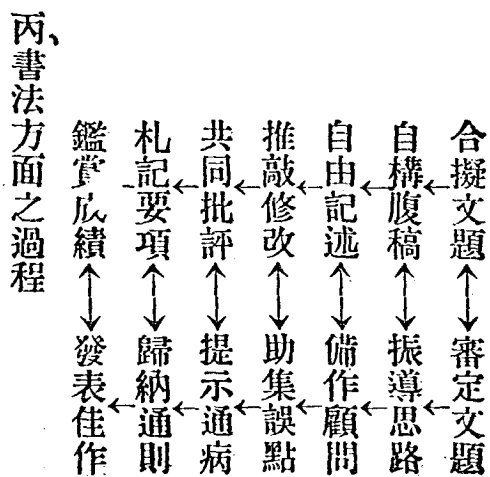 合擬文題←→審定文題
自構腹稿←→振導思路
自由記述←→備作顧問
推敲修改←→助集誤點
共同批評←→提示通病
札記要項←→歸納通則
鑑賞成績←→發表佳作
丙、書法方面之過程